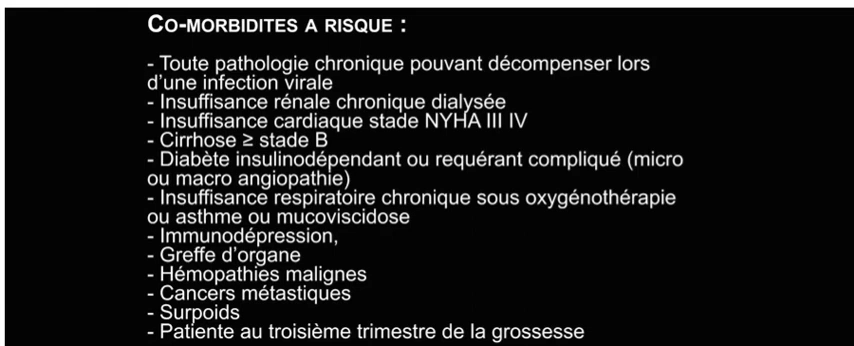 CO-MORBIDITES A RISQUE :
- Toute pathologie chronique pouvant décompenser lors
d'une infection virale
- Insuffisance rénale chronique dialysée
- Insuffisance cardiaque stade NYHA III IV
- Cirrhose ≥ stade B
- Diabète insulinodépendant ou requérant compliqué (micro
ou macro angiopathie)
- Insuffisance respiratoire chronique sous oxygénothérapie
ou asthme ou mucoviscidose
- Immunodépression,
- Greffe d'organe
- Hémopathies malignes
- Cancers métastiques
- Surpoids
- Patiente au troisième trimestre de la grossesse